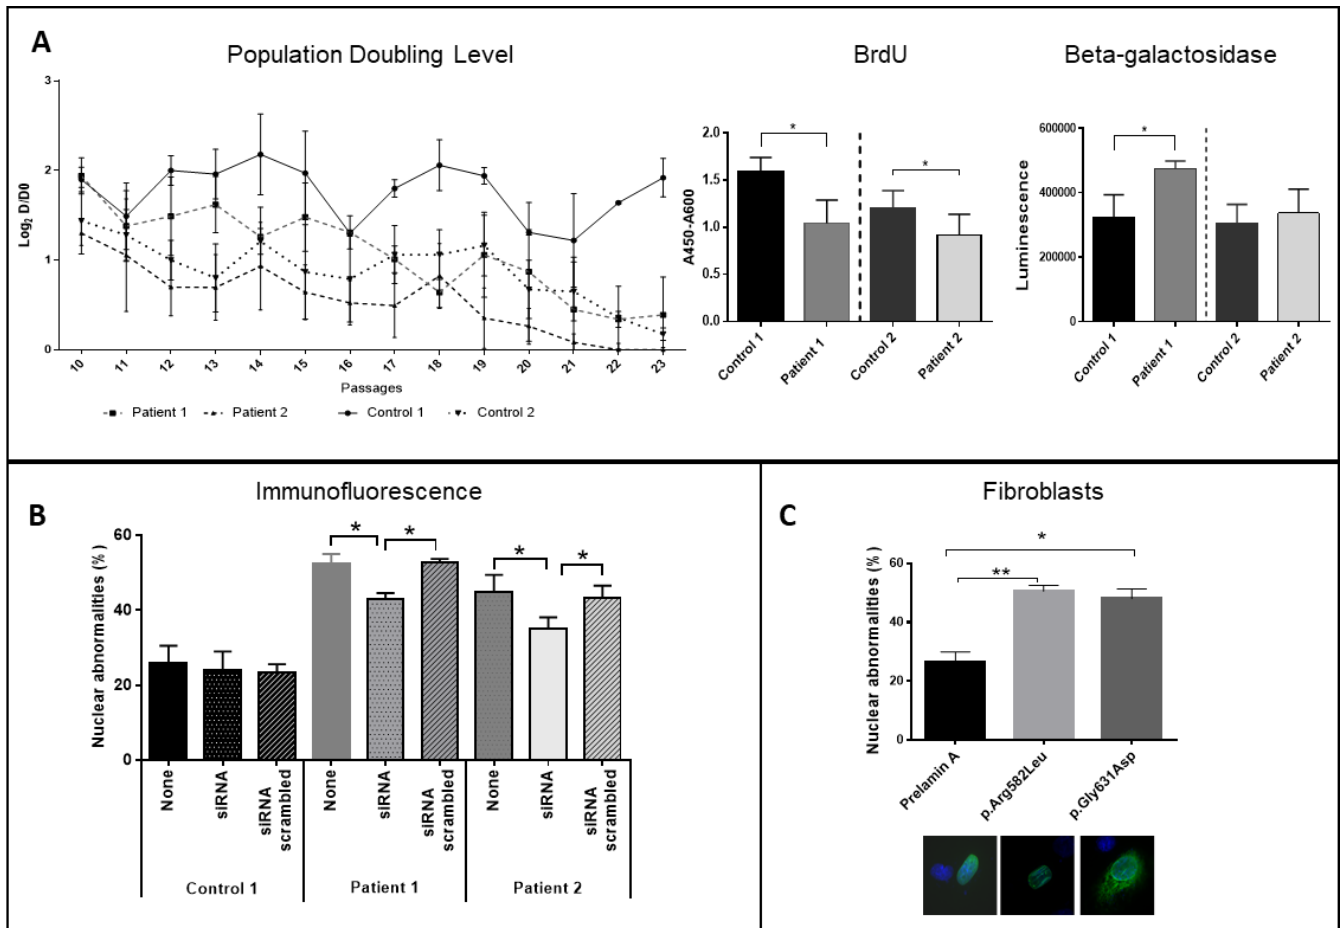 A
Population Doubling Level
BrdU
Beta-galactosidase
3
2
1
0
Log2 D/D0
10 11 12 13 14 15 16 17 18 19 20 21 22 23
Passages
Patient 1 Patient 2 Control 1 Control 2
2.0
1.5
1.0
0.5
0.0
A450-A600
*
*
Control 1 Patient 1 Control 2 Patient 2
600000
400000
200000
0
Luminescence
*
Control 1 Patient 1 Control 2 Patient 2
B
Immunofluorescence
60
40
20
0
Nuclear abnormalities (%)
* *
* *
None siRNA siRNA scrambled None siRNA siRNA scrambled None siRNA siRNA scrambled
Control 1 Patient 1 Patient 2
C
Fibroblasts
60
40
20
0
Nuclear abnormalities (%)
*
**
Prelamin A p.Arg582Leu p.Gly631Asp